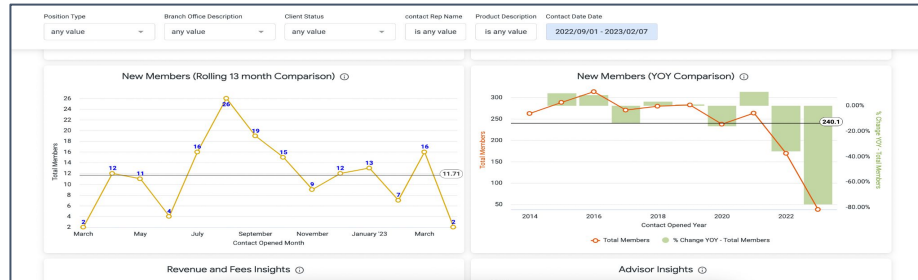 Position Type
any value
Branch Office Description
any value
Client Status
any value
contact Rep Name
is any value
Product Description
is any value
Contact Date Date
2022/09/01 - 2023/02/07
New Members (Rolling 13 month Comparison)
Total Members
26
24
22
20
18
16
14
12
10
8
6
4
2
2
12
11
4
16
26
19
15
9
12
13
7
16
2
11.71
March
May
July
September
November
January '23
March
Contact Opened Month
New Members (YOY Comparison)
Total Members
300
250
200
150
100
50
240.1
0.00%
-20.00%
-40.00%
-60.00%
-80.00%
% Change YOY - Total Members
2014
2016
2018
2020
2022
Contact Opened Year
Total Members
% Change YOY - Total Members
Revenue and Fees Insights
Advisor Insights